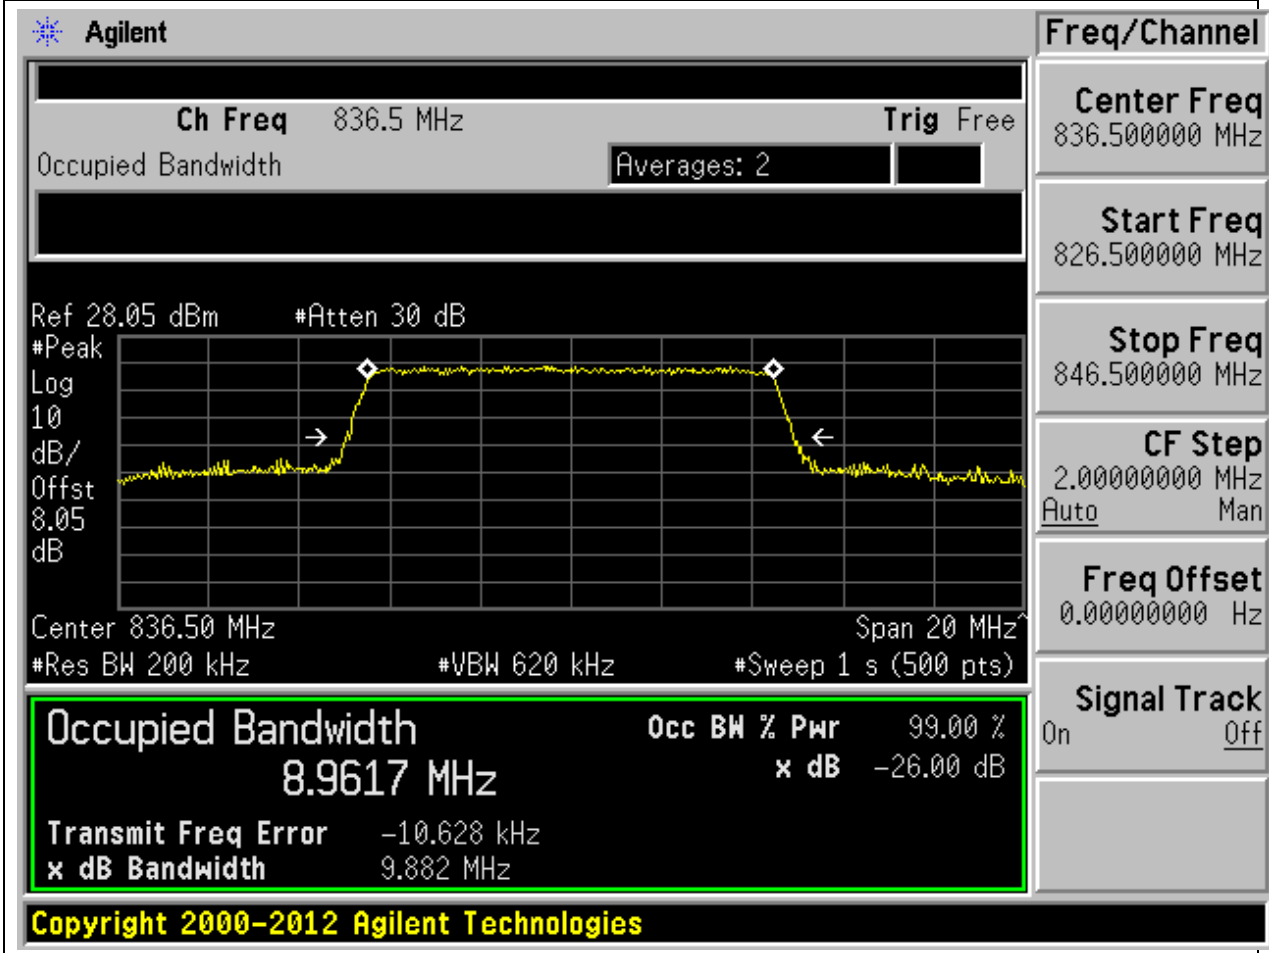 Agilent
Freq/Channel
Ch Freq 836.5 MHz Trig Free
Occupied Bandwidth Averages: 2
Center Freq
836.500000 MHz
Start Freq
826.500000 MHz
Stop Freq
846.500000 MHz
CF Step
2.00000000 MHz
Auto Man
Freq Offset
0.00000000 Hz
Signal Track
On Off
Ref 28.05 dBm #Atten 30 dB
#Peak
Log
10
dB/
Offst
8.05
dB
Center 836.50 MHz Span 20 MHz^
#Res BW 200 kHz #VBW 620 kHz #Sweep 1 s (500 pts)
Occupied Bandwidth Occ BW % Pwr 99.00 %
8.9617 MHz x dB -26.00 dB
Transmit Freq Error -10.628 kHz
x dB Bandwidth 9.882 MHz
Copyright 2000-2012 Agilent Technologies